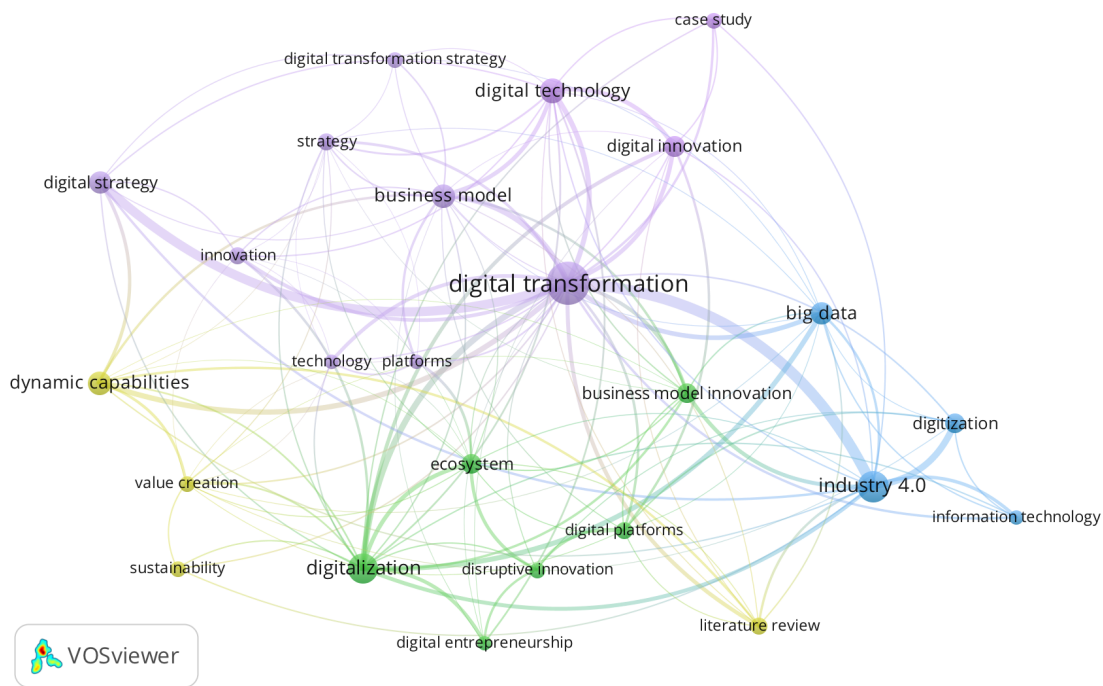 case study
digital transformation strategy
digital technology
strategy
digital innovation
digital strategy
business model
innovation
digital transformation
big data
technology
platforms
dynamic capabilities
business model innovation
digitization
ecosystem
value creation
industry 4.0
information technology
digital platforms
sustainability
digitalization
disruptive innovation
literature review
digital entrepreneurship
VOSviewer